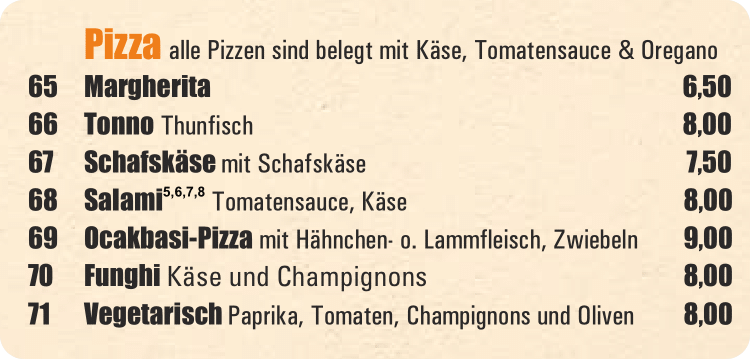 Pizza alle Pizzen sind belegt mit Käse, Tomatensauce & Oregano
65 Margherita 6,50
66 Tonno Thunfisch 8,00
67 Schafskäse mit Schafskäse 7,50
68 Salami5,6,7,8 Tomatensauce, Käse 8,00
69 Ocakbasi-Pizza mit Hähnchen- o. Lammfleisch, Zwiebeln 9,00
70 Funghi Käse und Champignons 8,00
71 Vegetarisch Paprika, Tomaten, Champignons und Oliven 8,00